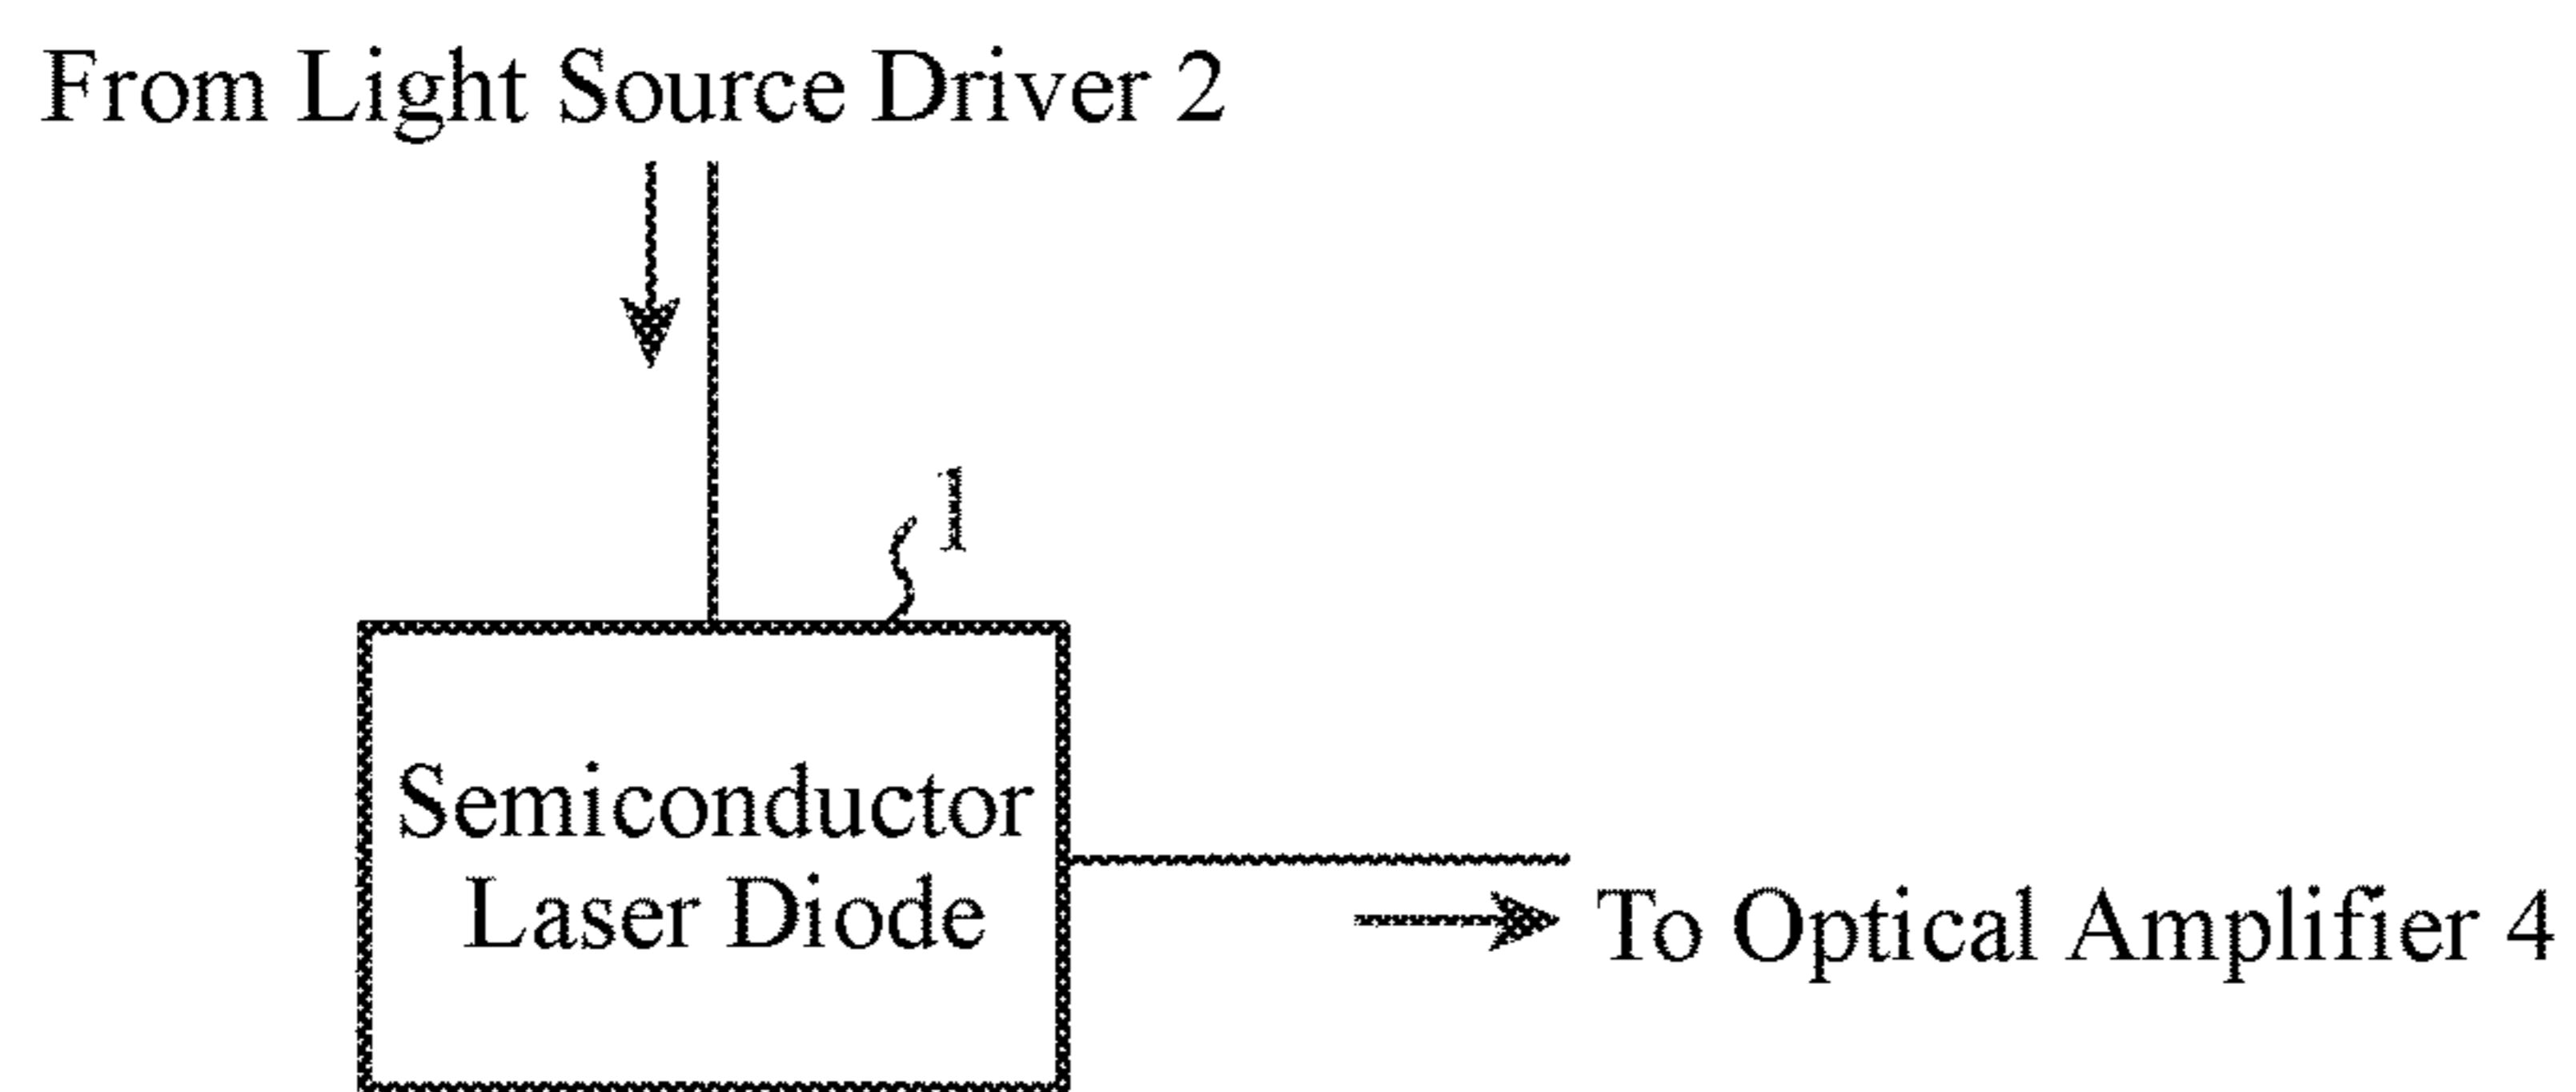 From Light Source Driver 2
1
Semiconductor
Laser Diode
To Optical Amplifier 4